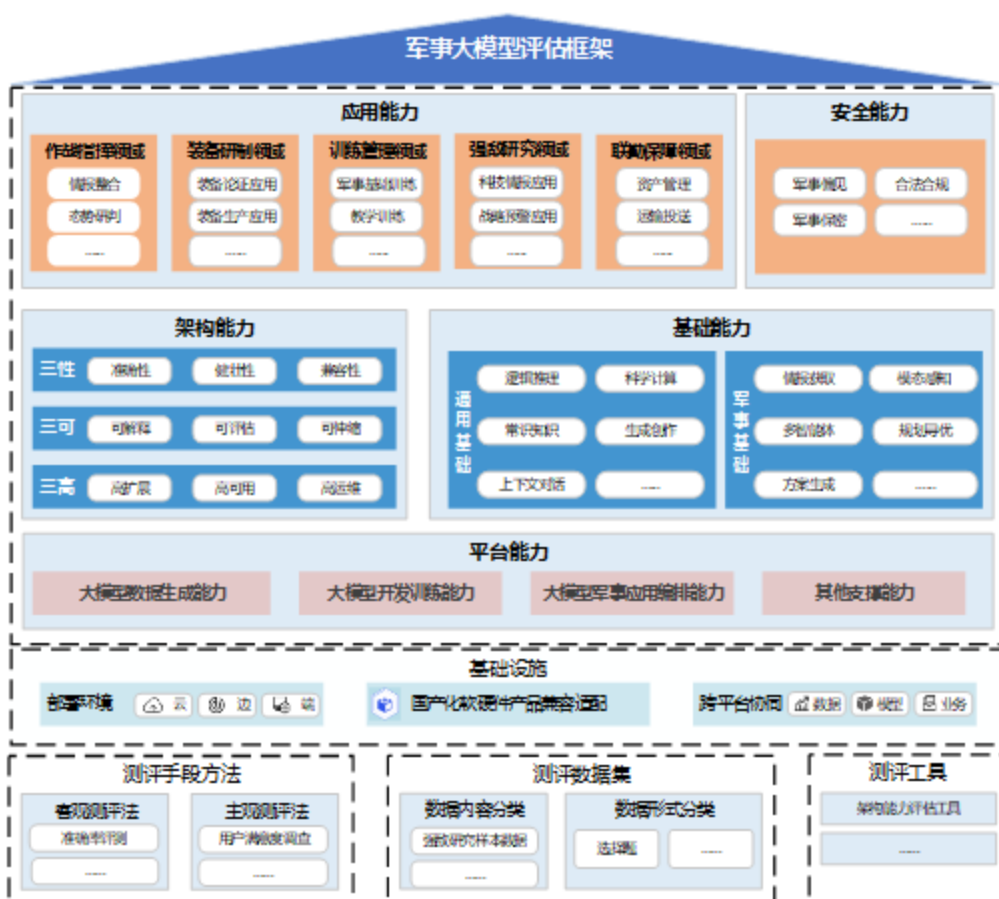 军事大模型评估框架
应用能力
安全能力
作战指挥领域
装备研制领域
训练管理领域
强敌研究领域
联勤保障领域
情报整合
装备论证应用
军事基础训练
科技情报应用
资产管理
军事偏见
合法合规
态势研判
装备生产应用
教学训练
战略预警应用
运输投送
军事保密
......
......
......
......
......
......
架构能力
基础能力
三性
准确性
健壮性
兼容性
三可
可解释
可评估
可伸缩
三高
高扩展
高可用
高运维
通用基础
逻辑推理
科学计算
常识知识
生成创作
上下文对话
......
军事基础
情报获取
模态感知
多智能体
规划寻优
方案生成
......
平台能力
大模型数据生成能力
大模型开发训练能力
大模型军事应用编排能力
其他支撑能力
基础设施
部署环境
云
边
端
国产化软硬件产品兼容适配
跨平台协同
数据
模型
业务
测评手段方法
客观测评法
准确率评测
......
主观测评法
用户满意度调查
......
测评数据集
数据内容分类
强敌研究样本数据
......
数据形式分类
选择题
......
测评工具
架构能力评估工具
......